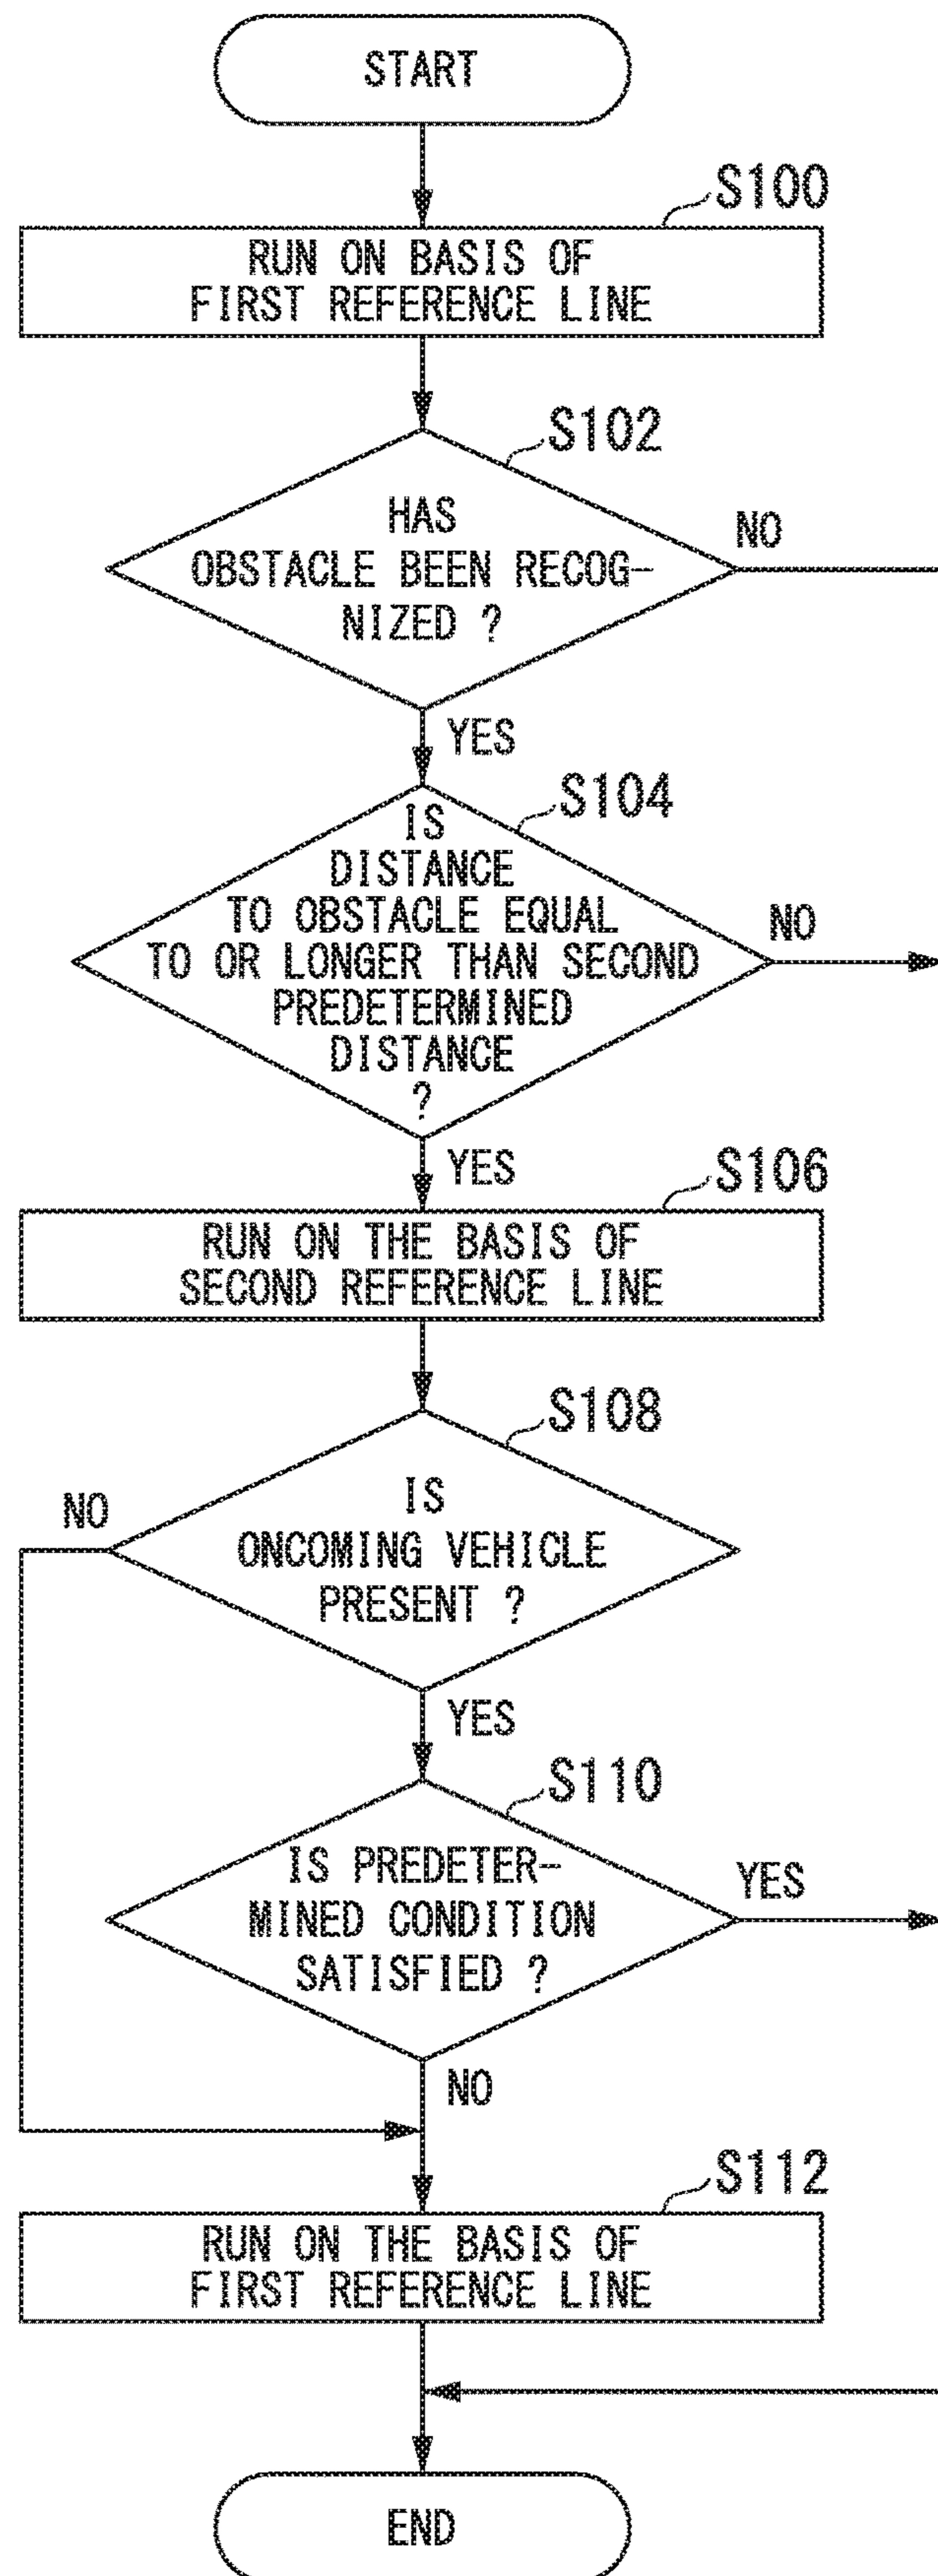 START
S100
RUN ON BASIS OF
FIRST REFERENCE LINE
S102
HAS
OBSTACLE BEEN RECOG-
NIZED ?
NO
YES
S104
IS
DISTANCE
TO OBSTACLE EQUAL
TO OR LONGER THAN SECOND
PREDETERMINED
DISTANCE
?
NO
YES
S106
RUN ON THE BASIS OF
SECOND REFERENCE LINE
S108
NO
IS
ONCOMING VEHICLE
PRESENT ?
YES
S110
IS PREDETER-
MINED CONDITION
SATISFIED ?
YES
NO
S112
RUN ON THE BASIS OF
FIRST REFERENCE LINE
END